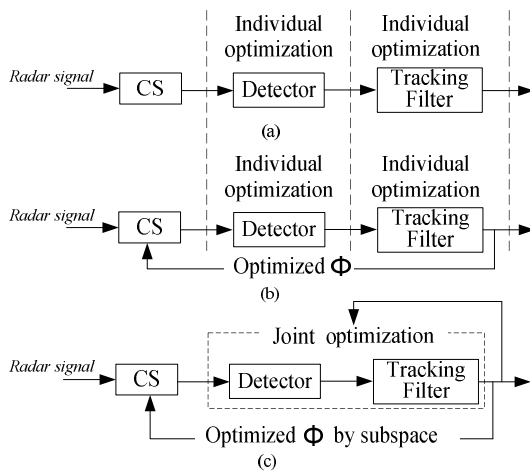 Individual optimization
Individual optimization
Radar signal
CS
Detector
Tracking Filter
(a)
Individual optimization
Individual optimization
Radar signal
CS
Detector
Tracking Filter
Optimized Φ
(b)
Joint optimization
Radar signal
CS
Detector
Tracking Filter
Optimized Φ by subspace
(c)